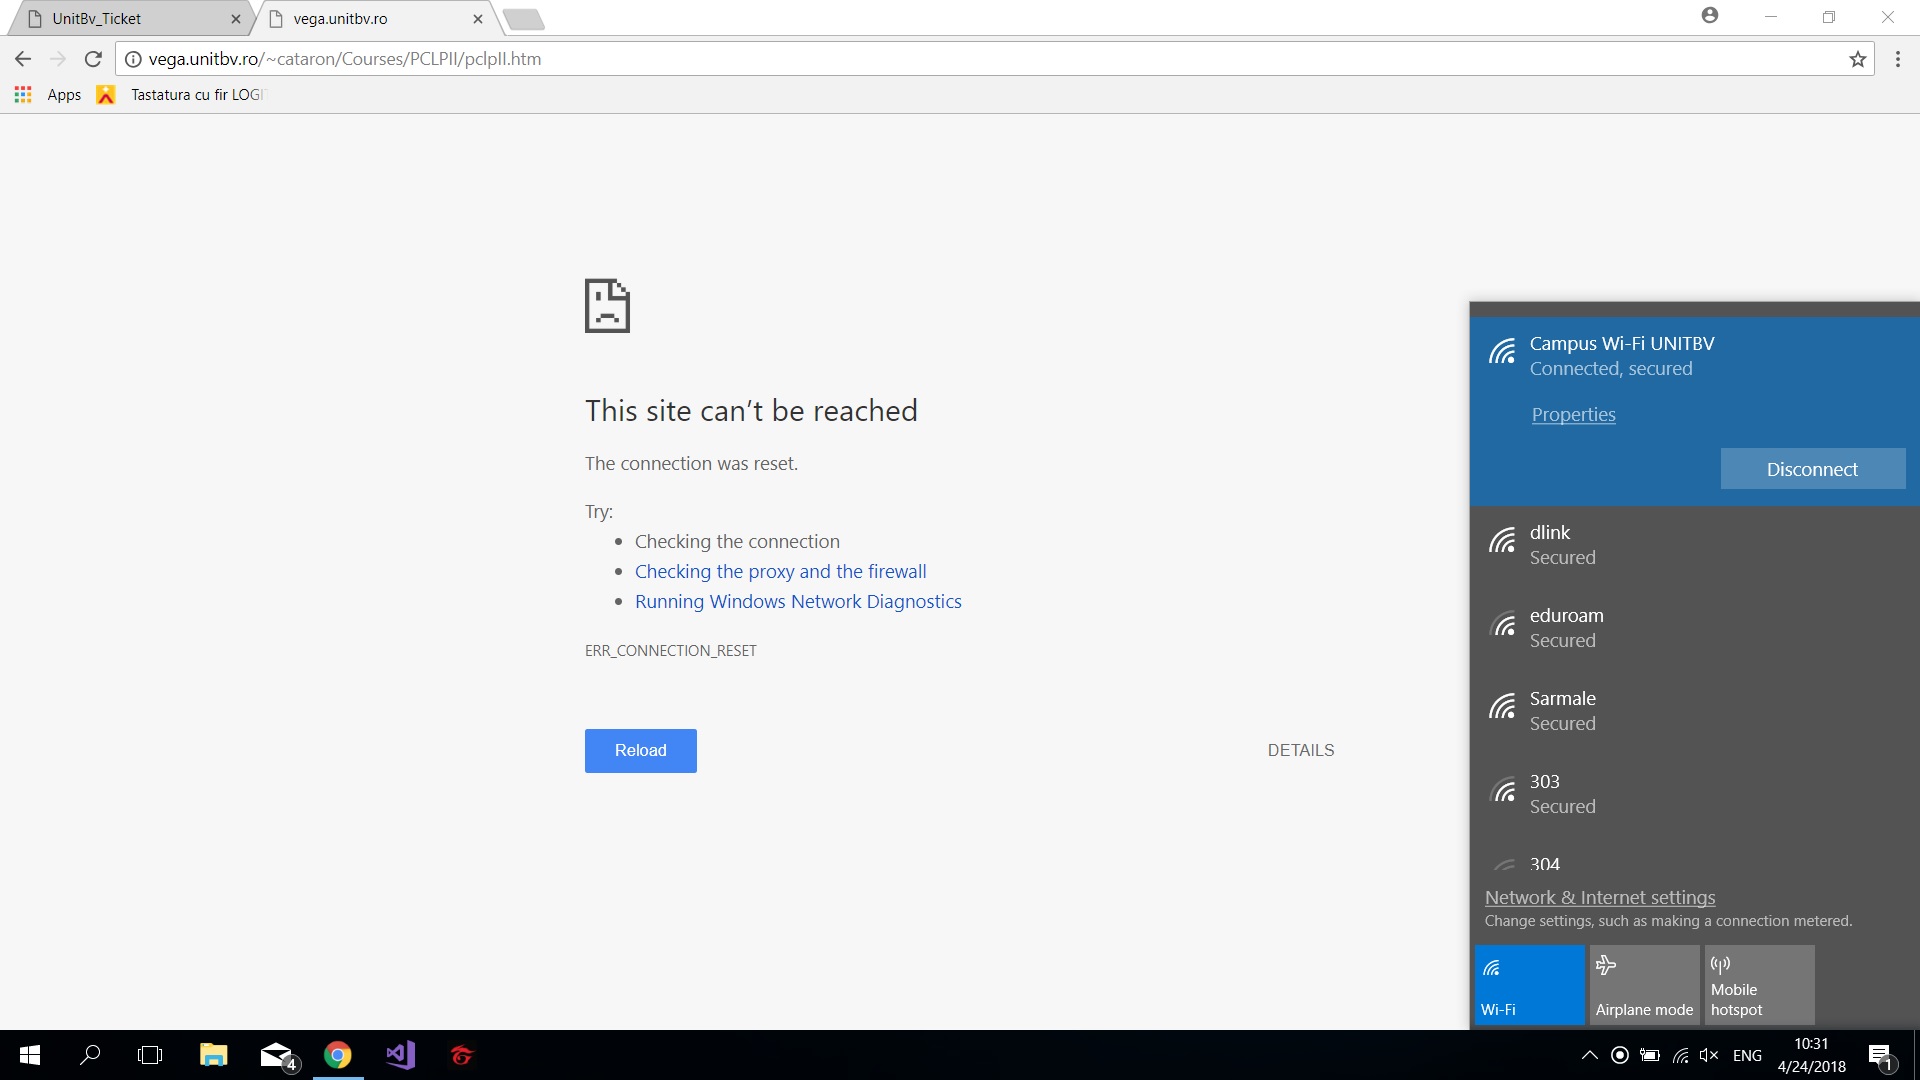 UnitBv_Ticket
vega.unitbv.ro
vega.unitbv.ro/~cataron/Courses/PCLPII/pclpII.htm
Apps
Tastatura cu fir LOGI
This site can't be reached
The connection was reset.
Try:
Checking the connection
Checking the proxy and the firewall
Running Windows Network Diagnostics
ERR_CONNECTION_RESET
Reload
DETAILS
Campus Wi-Fi UNITBV
Connected, secured
Properties
Disconnect
dlink
Secured
eduroam
Secured
Sarmale
Secured
303
Secured
304
Network & Internet settings
Change settings, such as making a connection metered.
Wi-Fi
Airplane mode
Mobile
hotspot
4
ENG
10:31
4/24/2018
1